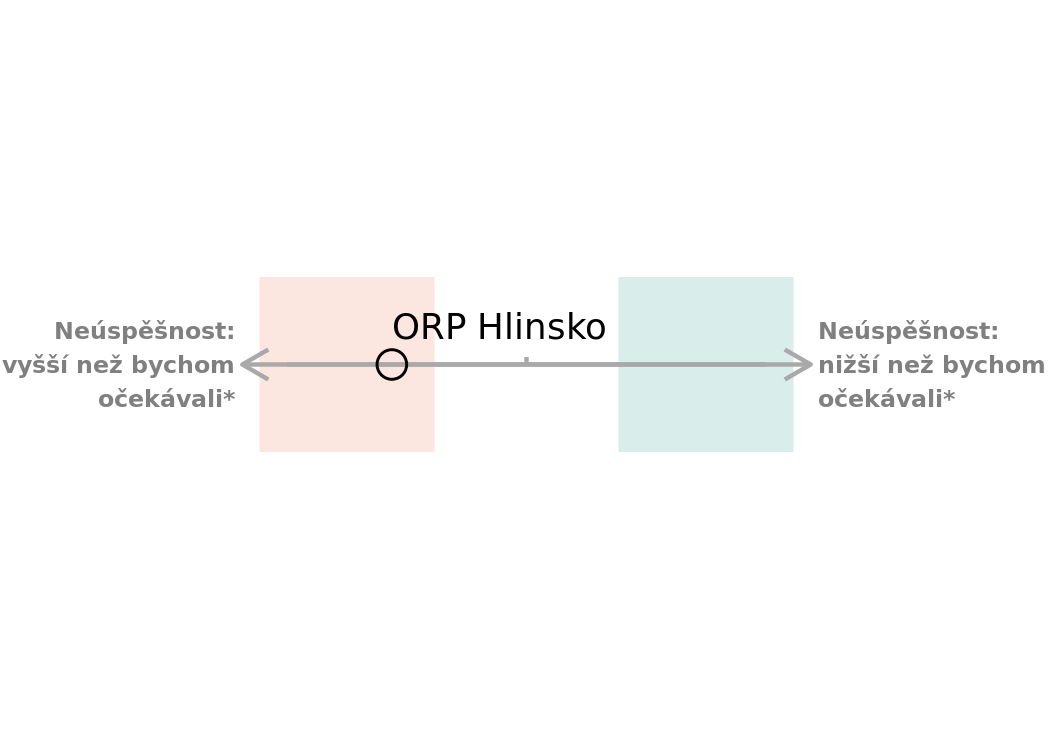 ORP Hlinsko
Neúspěšnost:
vyšší než bychom
očekávali*
Neúspěšnost:
nižší než bychom
očekávali*